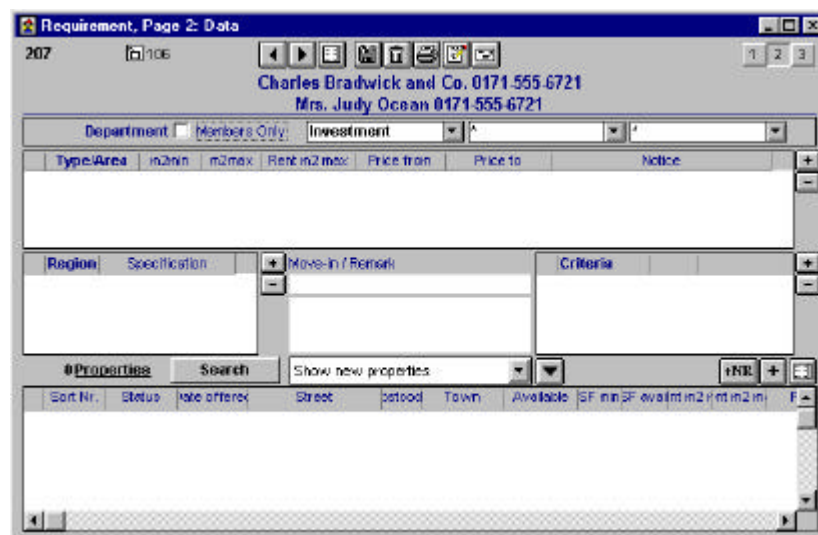 Requirement, Page 2: Data
207 106 1 2 3
Charles Bradwick and Co. 0171-555-6721
Mrs. Judy Ocean 0171-555-6721
Department Members Only Investment * *
Type/Area m2min m2max Rent m2 max Price from Price to Notice +
-
Region Specification + Move-in / Remark Criteria +
- -
0 Properties Search Show new properties +NR +
Sort Nr. Status Date offered Street Town Available SF min SF avai